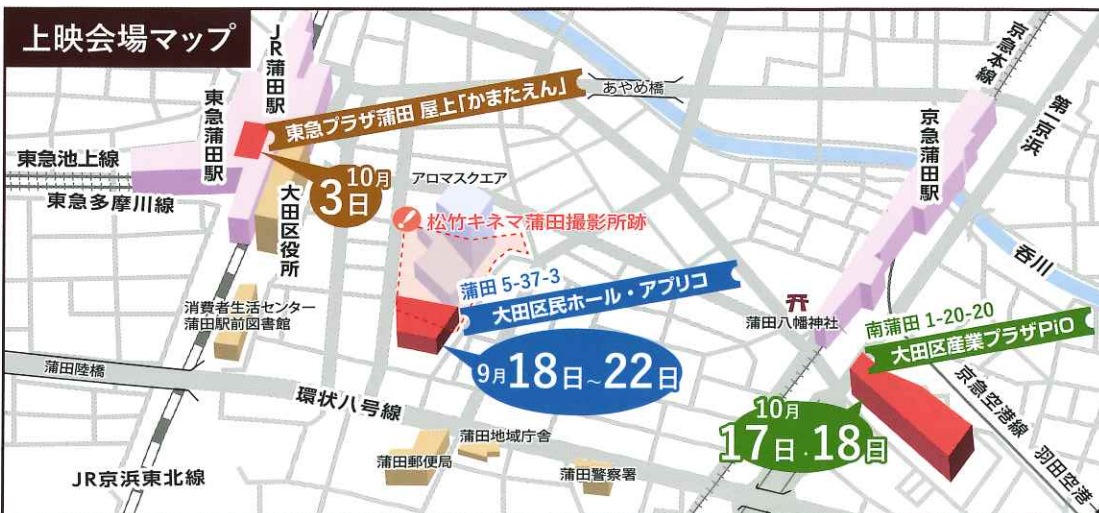 上映会場マップ
JR蒲田駅
東急蒲田駅
東急池上線
東急多摩川線
東急プラザ蒲田 屋上「かまたえん」
10月
3日
大田区役所
あやめ橋
アロマスクエア
松竹キネマ蒲田撮影所跡
蒲田 5-37-3
大田区民ホール・アプリコ
9月18日～22日
消費者生活センター
蒲田駅前図書館
蒲田陸橋
環状八号線
JR京浜東北線
蒲田郵便局
蒲田地域庁舎
蒲田警察署
京急本線
第一京浜
京急蒲田駅
呑川
蒲田八幡神社
南蒲田 1-20-20
大田区産業プラザPiO
10月
17日・18日
京急空港線
羽田空港